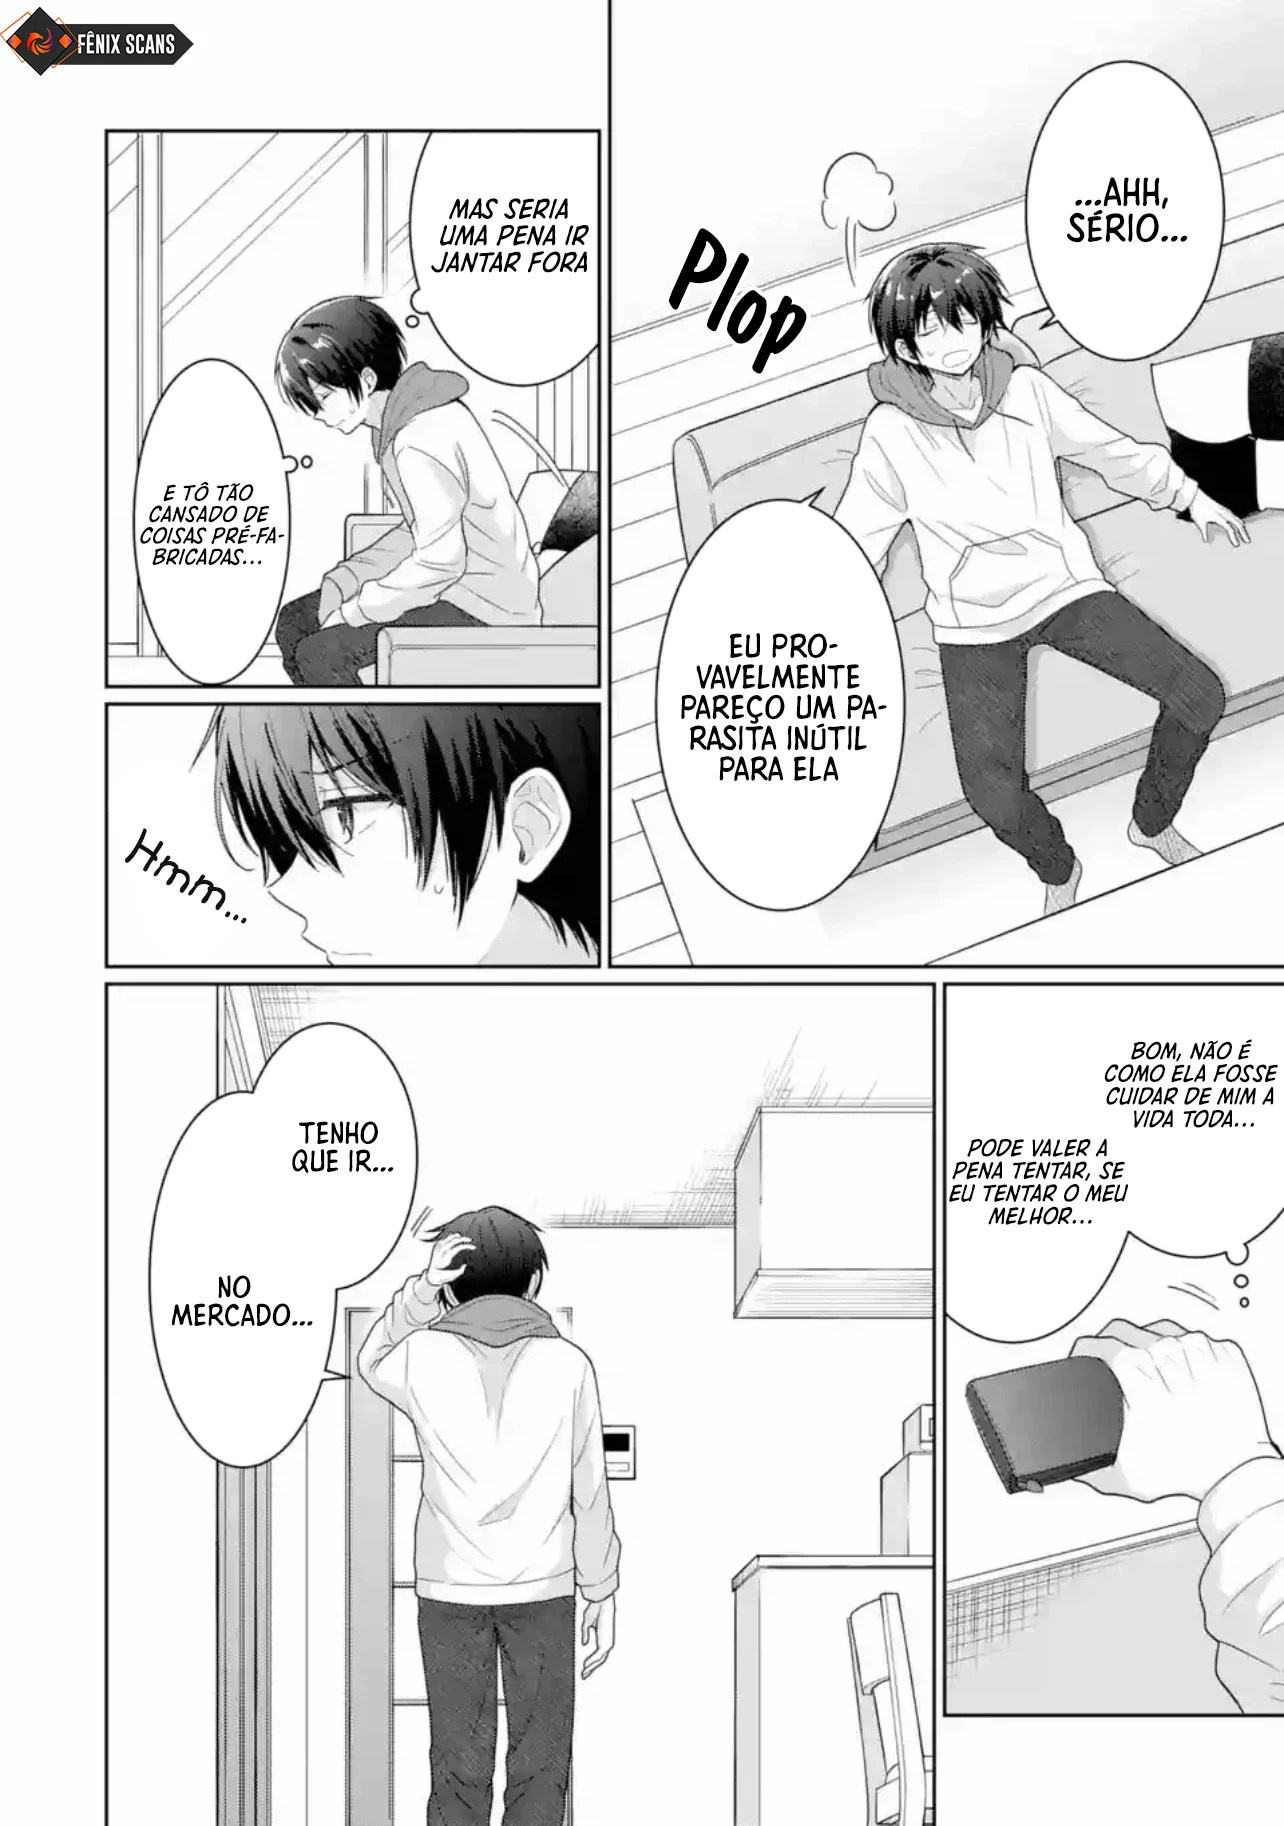 FÊNIX SCANS
...AHH,
SÉRIO...
Plop
EU PRO-
VAVELMENTE
PAREÇO UM PA-
RASITA INÚTIL
PARA ELA
MAS SERIA
UMA PENA IR
JANTAR FORA
E TÔ TÃO
CANSADO DE
COISAS PRÉ-FA-
BRICADAS...
Hmm...
BOM, NÃO É
COMO ELA FOSSE
CUIDAR DE MIM A
VIDA TODA...
PODE VALER A
PENA TENTAR, SE
EU TENTAR O MEU
MELHOR...
TENHO
QUE IR...
NO
MERCADO...